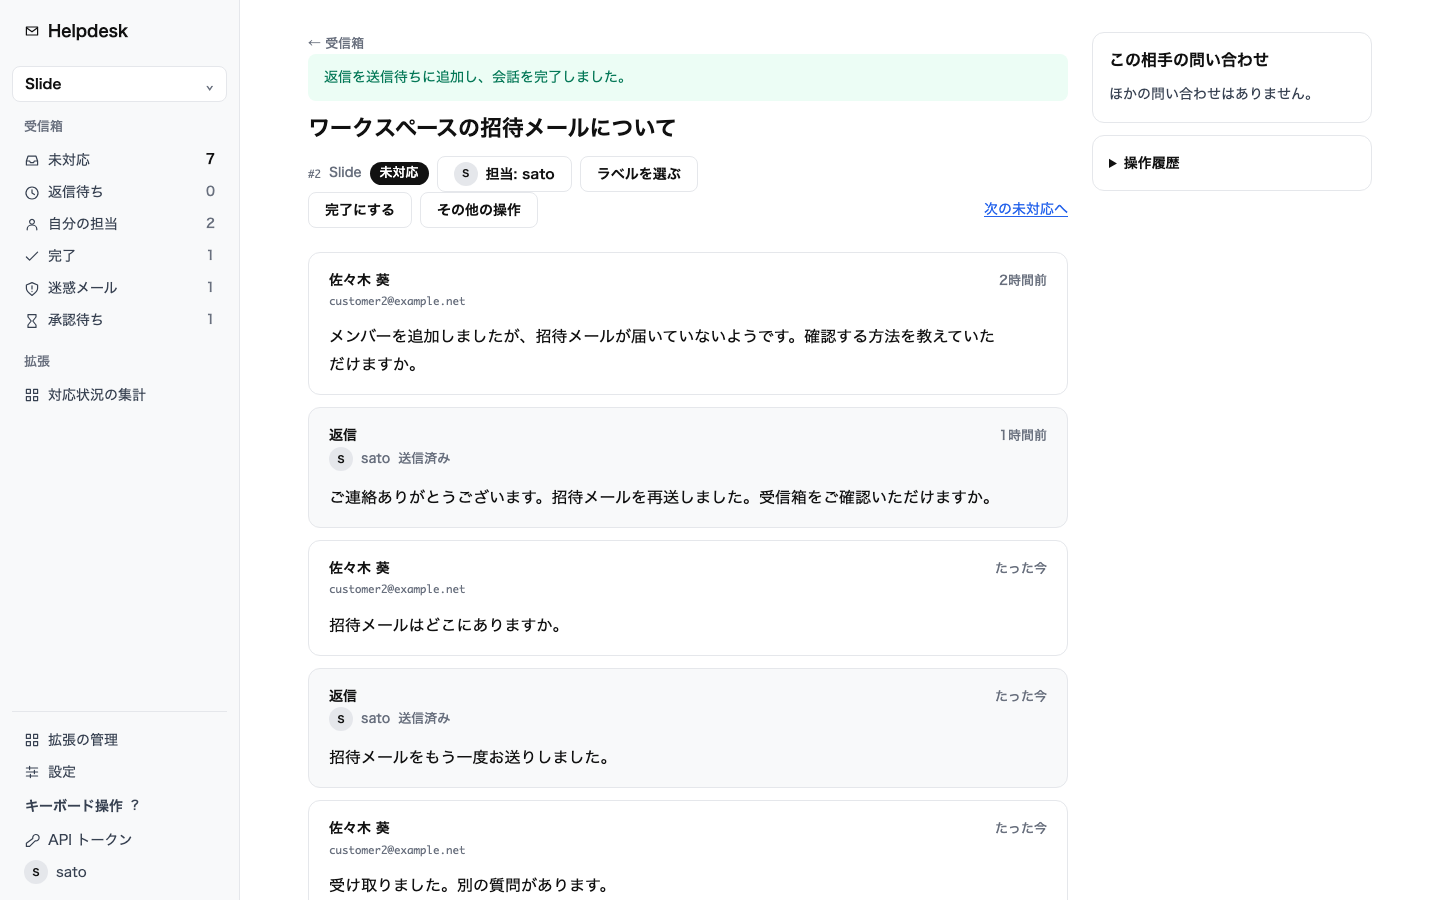 Helpdesk
Slide
受信箱
未対応 7
返信待ち 0
自分の担当 2
完了 1
迷惑メール 1
承認待ち 1
拡張
対応状況の集計
拡張の管理
設定
キーボード操作 ?
API トークン
S sato
← 受信箱
返信を送信待ちに追加し、会話を完了しました。
ワークスペースの招待メールについて
#2 Slide 未対応 S 担当: sato ラベルを選ぶ
完了にする その他の操作 次の未対応へ
佐々木 葵 2時間前
customer2@example.net
メンバーを追加しましたが、招待メールが届いていないようです。確認する方法を教えていた
だけますか。
返信 1時間前
S sato 送信済み
ご連絡ありがとうございます。招待メールを再送しました。受信箱をご確認いただけますか。
佐々木 葵 たった今
customer2@example.net
招待メールはどこにありますか。
返信 たった今
S sato 送信済み
招待メールをもう一度お送りしました。
佐々木 葵 たった今
customer2@example.net
受け取りました。別の質問があります。
この相手の問い合わせ
ほかの問い合わせはありません。
操作履歴